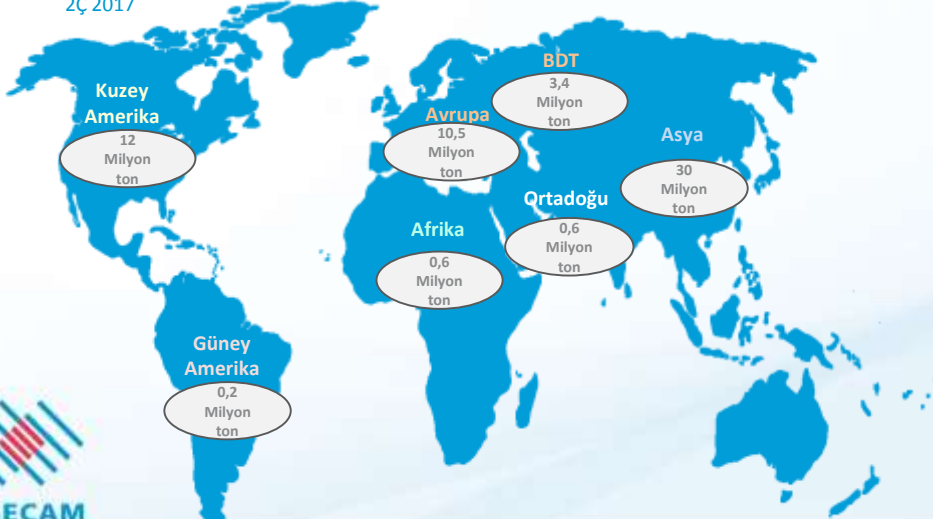 2Ç 2017
BDT
3,4
Milyon
ton
Kuzey
Amerika
12
Milyon
ton
Avrupa
10,5
Milyon
ton
Asya
30
Milyon
ton
Ortadoğu
0,6
Milyon
ton
Afrika
0,6
Milyon
ton
Güney
Amerika
0,2
Milyon
ton
ECAM